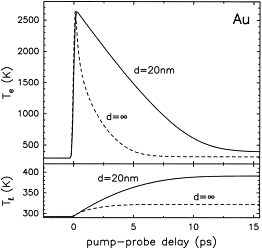 Au
2500
2000
1500
1000
500
T_e (K)
d=20nm
d=∞
400
350
300
T_ℓ (K)
d=20nm
d=∞
0 5 10 15
pump-probe delay (ps)